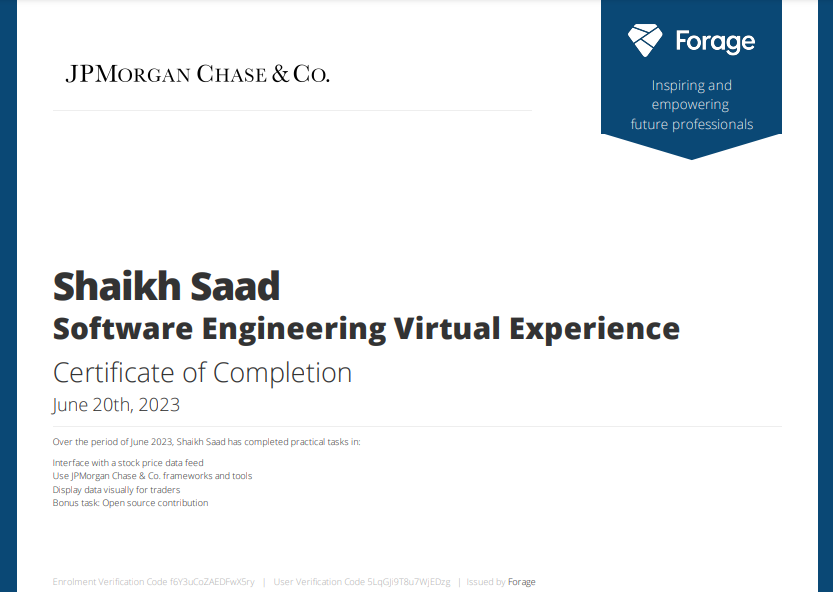 JPMORGAN CHASE & CO.
Forage
Inspiring and
empowering
future professionals
Shaikh Saad
Software Engineering Virtual Experience
Certificate of Completion
June 20th, 2023
Over the period of June 2023, Shaikh Saad has completed practical tasks in:
Interface with a stock price data feed
Use JPMorgan Chase & Co. frameworks and tools
Display data visually for traders
Bonus task: Open source contribution
Enrolment Verification Code f6Y3uCoZAEDFwX5ry | User Verification Code 5LqGJi9T8u7WjEDzg | Issued by Forage